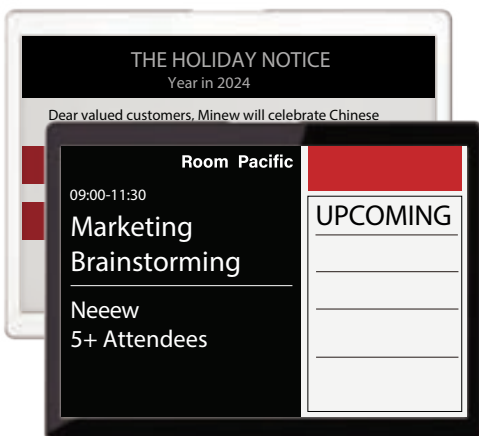 THE HOLIDAY NOTICE
Year in 2024
Dear valued customers, Minew will celebrate Chinese
Room Pacific
09:00-11:30
Marketing
Brainstorming
Neeew
5+ Attendees
UPCOMING